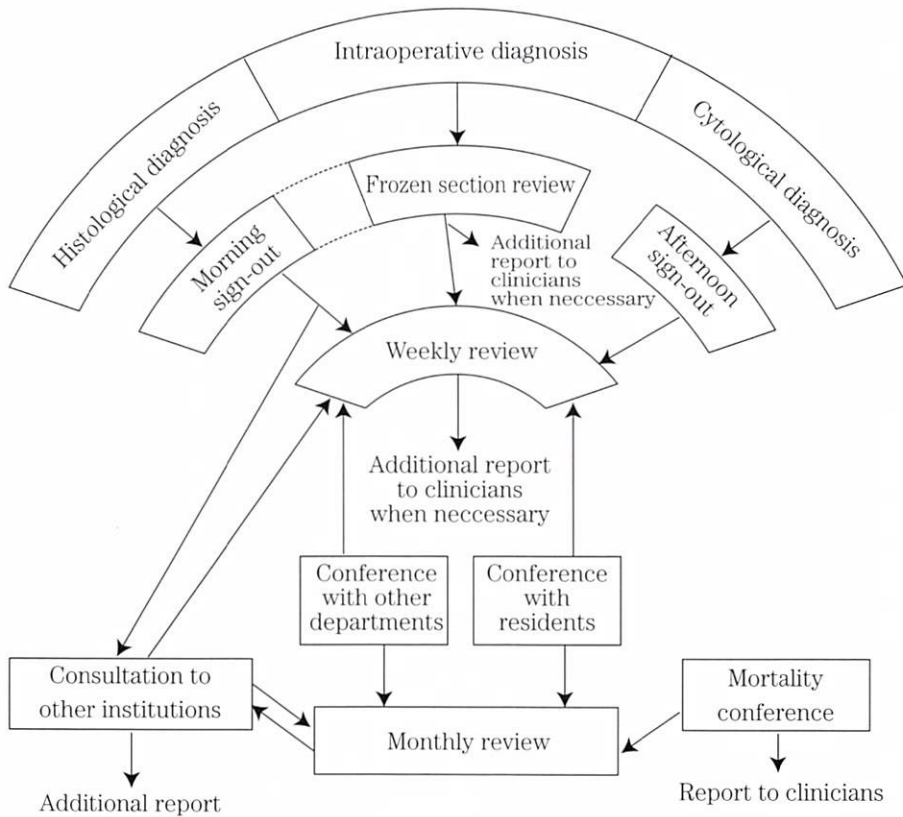 Intraoperative diagnosis
Histological diagnosis
Cytological diagnosis
Frozen section review
Morning
sign-out
Afternoon
sign-out
Additional
report to
clinicians
when neccessary
Weekly review
Additional report
to clinicians
when neccessary
Conference
with other
departments
Conference
with
residents
Consultation to
other institutions
Mortality
conference
Monthly review
Additional report
Report to clinicians